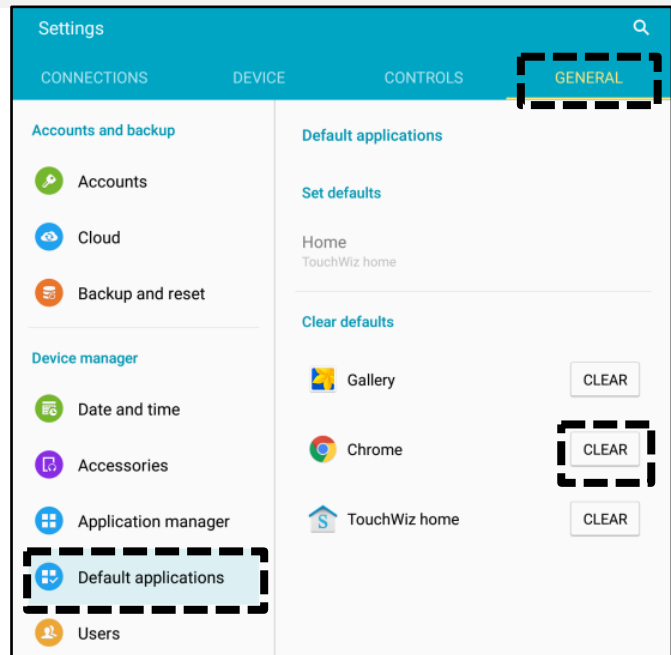 Settings
CONNECTIONS DEVICE CONTROLS GENERAL
Accounts and backup
Accounts
Cloud
Backup and reset
Device manager
Date and time
Accessories
Application manager
Default applications
Users
Default applications
Set defaults
Home
TouchWiz home
Clear defaults
Gallery CLEAR
Chrome CLEAR
S TouchWiz home CLEAR